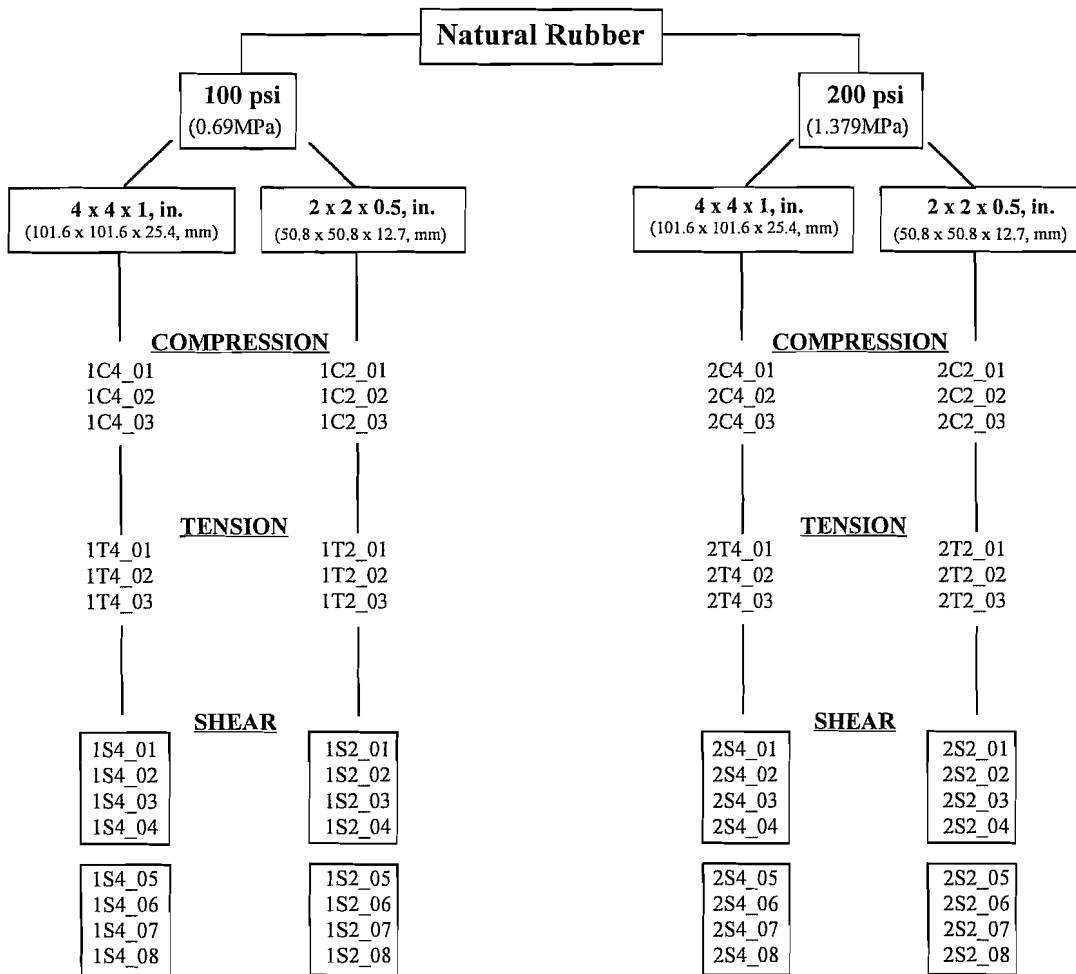 Natural Rubber
100 psi
(0.69MPa)
200 psi
(1.379MPa)
4 x 4 x 1, in.
(101.6 x 101.6 x 25.4, mm)
2 x 2 x 0.5, in.
(50.8 x 50.8 x 12.7, mm)
4 x 4 x 1, in.
(101.6 x 101.6 x 25.4, mm)
2 x 2 x 0.5, in.
(50.8 x 50.8 x 12.7, mm)
COMPRESSION
1C4_01
1C4_02
1C4_03
1C2_01
1C2_02
1C2_03
COMPRESSION
2C4_01
2C4_02
2C4_03
2C2_01
2C2_02
2C2_03
TENSION
1T4_01
1T4_02
1T4_03
1T2_01
1T2_02
1T2_03
TENSION
2T4_01
2T4_02
2T4_03
2T2_01
2T2_02
2T2_03
SHEAR
1S4_01
1S4_02
1S4_03
1S4_04
1S2_01
1S2_02
1S2_03
1S2_04
SHEAR
2S4_01
2S4_02
2S4_03
2S4_04
2S2_01
2S2_02
2S2_03
2S2_04
1S4_05
1S4_06
1S4_07
1S4_08
1S2_05
1S2_06
1S2_07
1S2_08
2S4_05
2S4_06
2S4_07
2S4_08
2S2_05
2S2_06
2S2_07
2S2_08